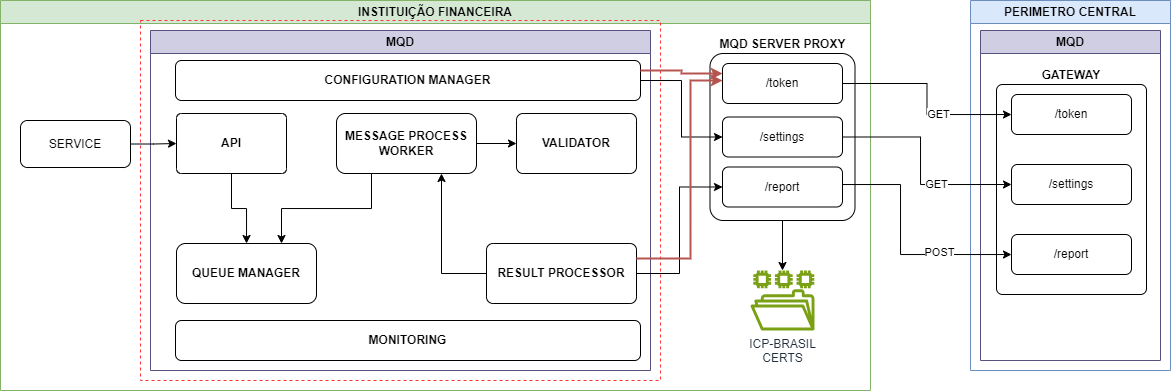 INSTITUIÇÃO FINANCEIRA
PERIMETRO CENTRAL
MQD
CONFIGURATION MANAGER
SERVICE
API
MESSAGE PROCESS
WORKER
VALIDATOR
QUEUE MANAGER
RESULT PROCESSOR
MONITORING
MQD SERVER PROXY
/token
/settings
/report
ICP-BRASIL
CERTS
GET
GET
POST
MQD
GATEWAY
/token
/settings
/report